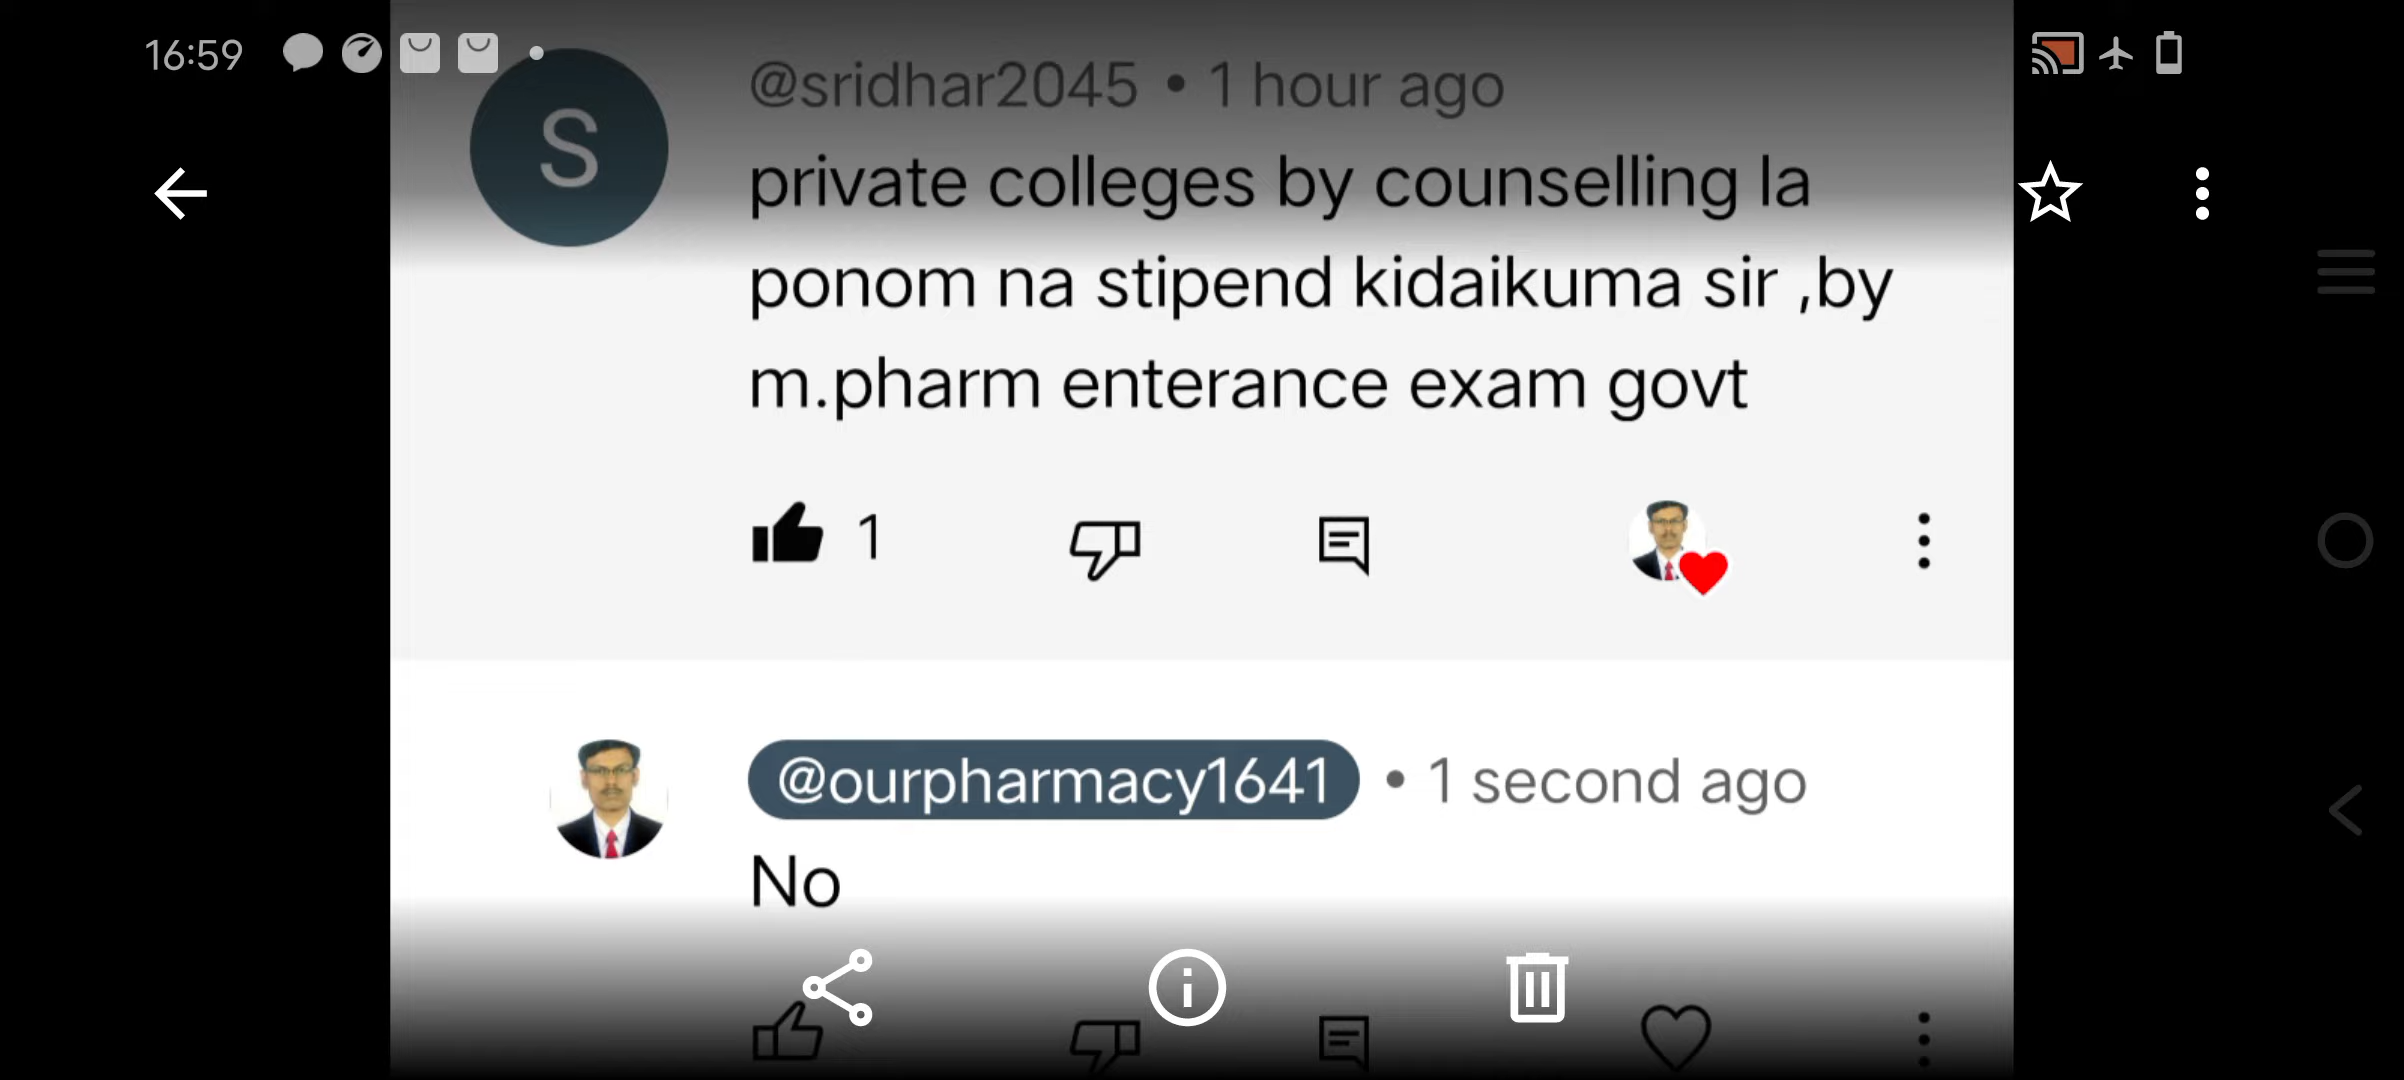 16:59
@sridhar2045 • 1 hour ago
S
private colleges by counselling la
ponom na stipend kidaikuma sir ,by
m.pharm enterance exam govt
1
@ourpharmacy1641 • 1 second ago
No